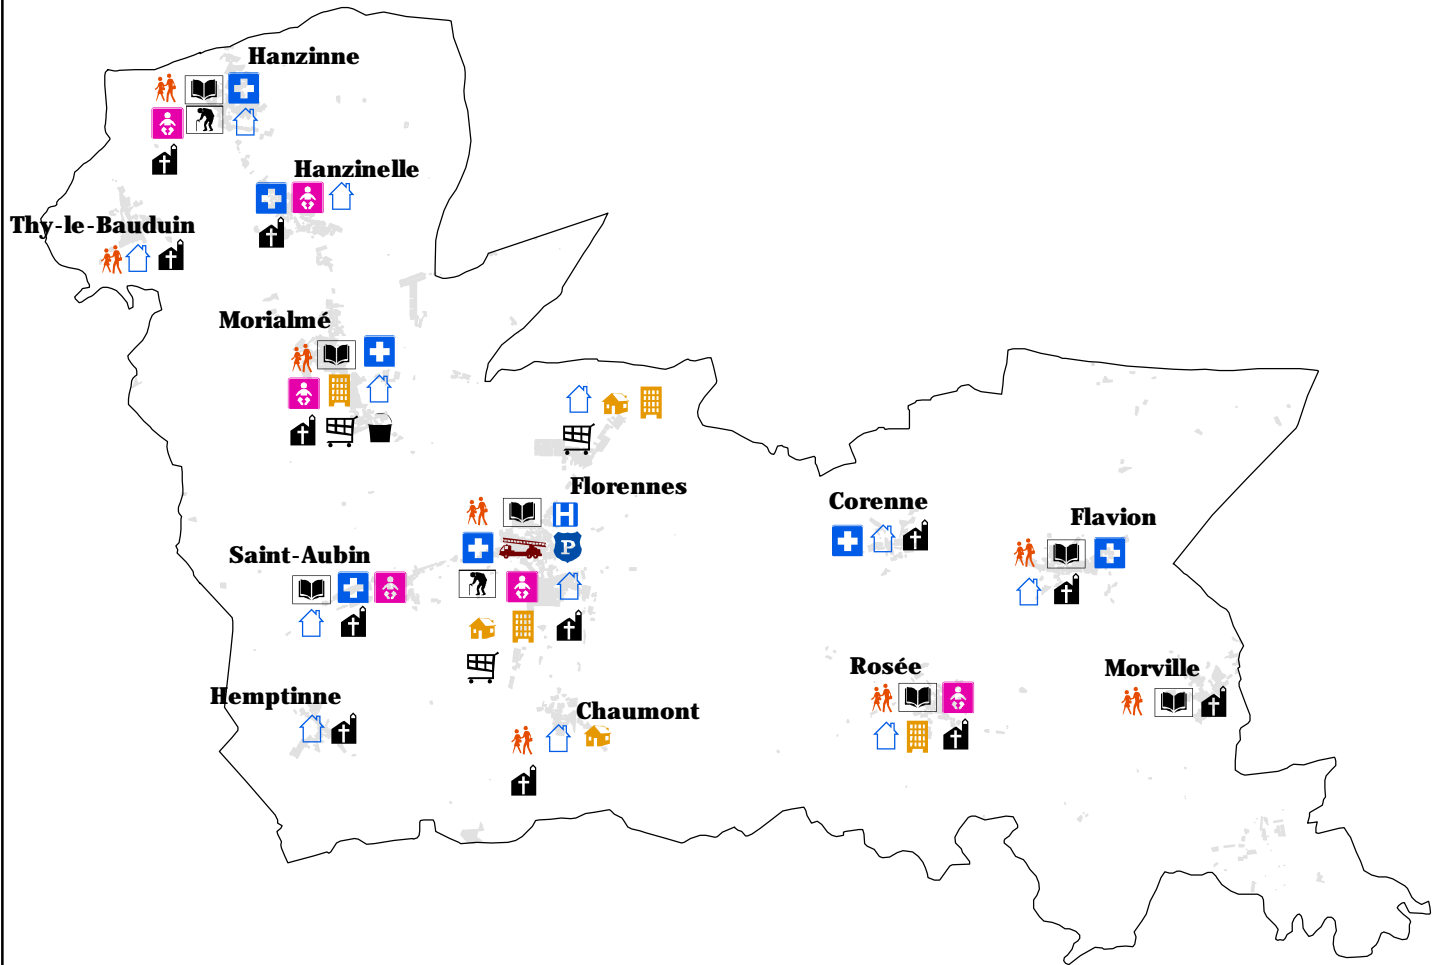 Hanzinne
Hanzinelle
Thy-le-Bauduin
Morialmé
Florennes
Corenne
Flavion
H
P
Saint-Aubin
Rosée
Morville
Hemptinne
Chaumont